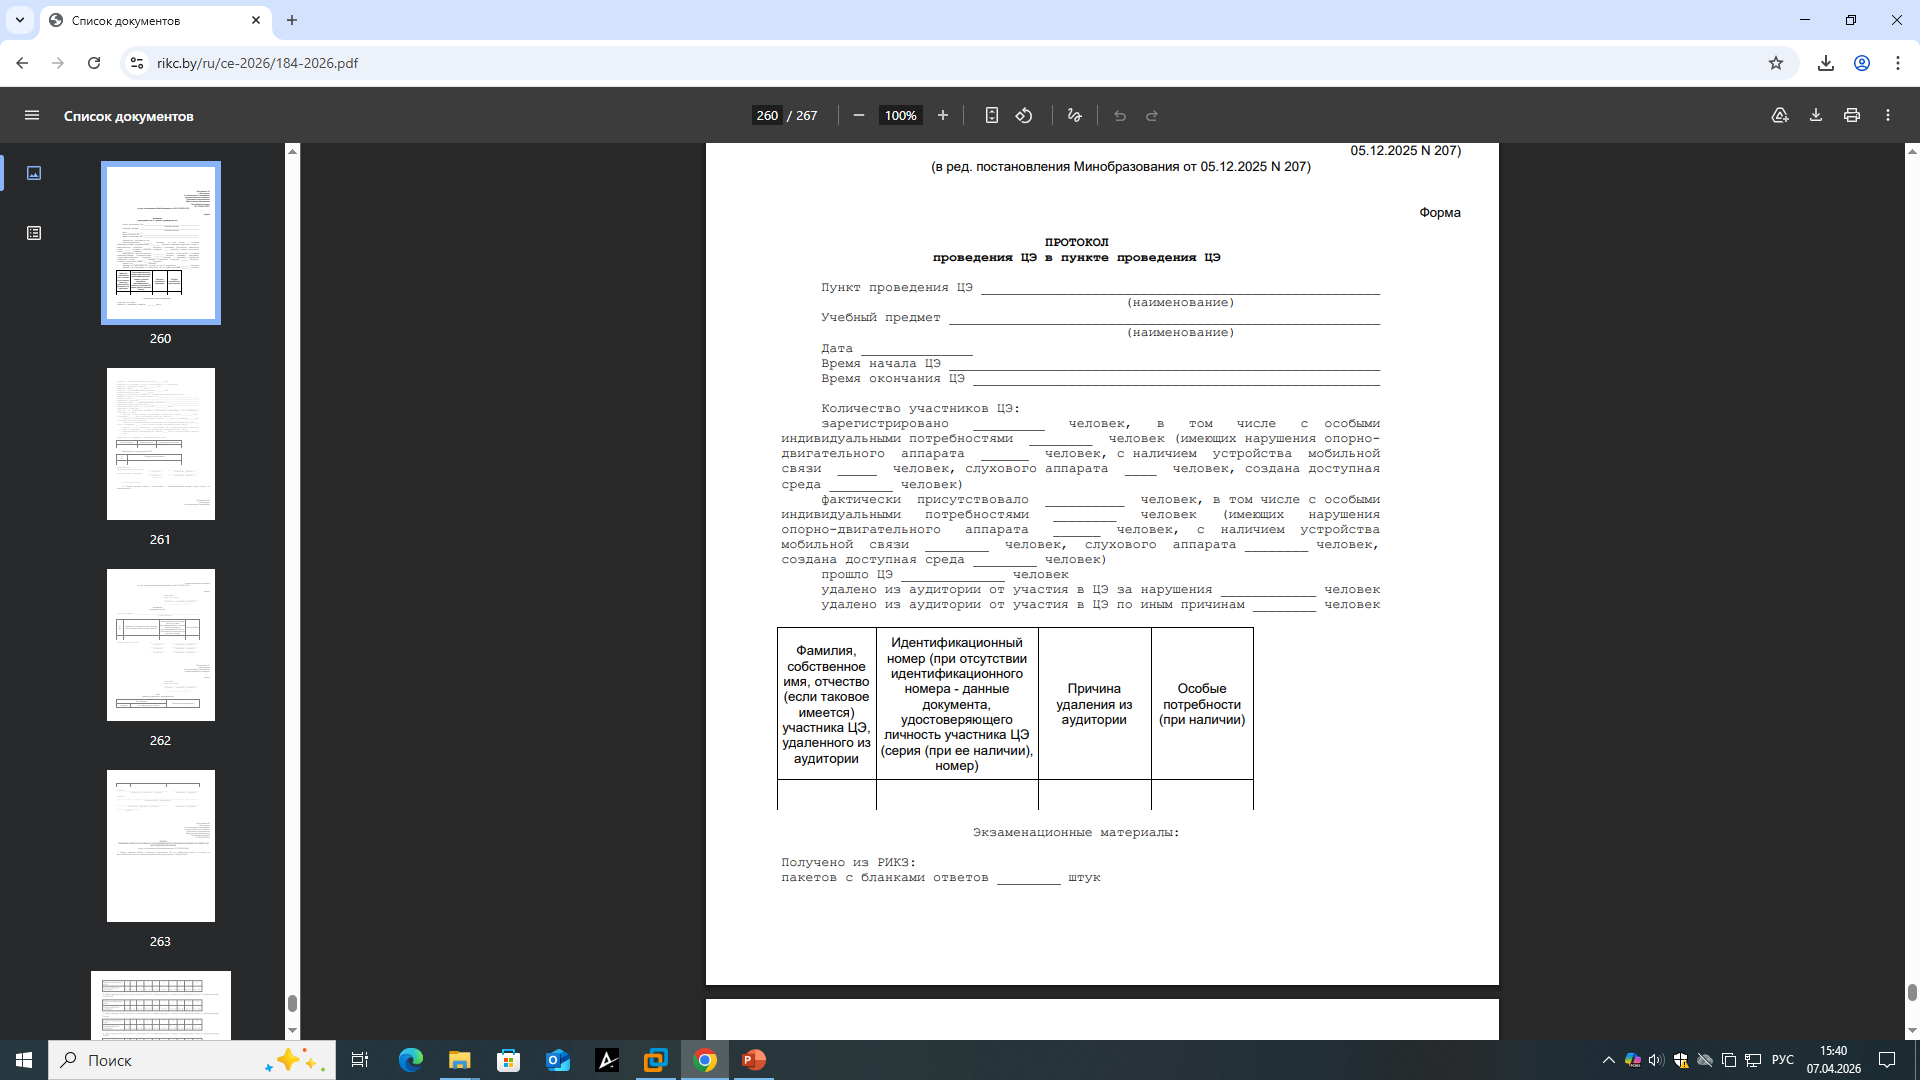 Список документов
rikc.by/ru/ce-2026/184-2026.pdf
Список документов
260 / 267
100%
260
261
262
263
05.12.2025 N 207)
(в ред. постановления Минобразования от 05.12.2025 N 207)
Форма
ПРОТОКОЛ
проведения ЦЭ в пункте проведения ЦЭ
Пункт проведения ЦЭ __________________________________________________
(наименование)
Учебный предмет ______________________________________________________
(наименование)
Дата ______________
Время начала ЦЭ ______________________________________________________
Время окончания ЦЭ ___________________________________________________
Количество участников ЦЭ:
зарегистрировано _________ человек, в том числе с особыми
индивидуальными потребностями ________ человек (имеющих нарушения опорно-
двигательного аппарата ______ человек, с наличием устройства мобильной
связи _____ человек, слухового аппарата ____ человек, создана доступная
среда ________ человек)
фактически присутствовало __________ человек, в том числе с особыми
индивидуальными потребностями ________ человек (имеющих нарушения
опорно-двигательного аппарата ______ человек, с наличием устройства
мобильной связи ________ человек, слухового аппарата ________ человек,
создана доступная среда ________ человек)
прошло ЦЭ _____________ человек
удалено из аудитории от участия в ЦЭ за нарушения ____________ человек
удалено из аудитории от участия в ЦЭ по иным причинам ________ человек
Фамилия,
собственное
имя, отчество
(если таковое
имеется)
участника ЦЭ,
удаленного из
аудитории
Идентификационный
номер (при отсутствии
идентификационного
номера - данные
документа,
удостоверяющего
личность участника ЦЭ
(серия (при ее наличии),
номер)
Причина
удаления из
аудитории
Особые
потребности
(при наличии)
Экзаменационные материалы:
Получено из РИКЗ:
пакетов с бланками ответов ________ штук
Поиск
РУС
15:40
07.04.2026